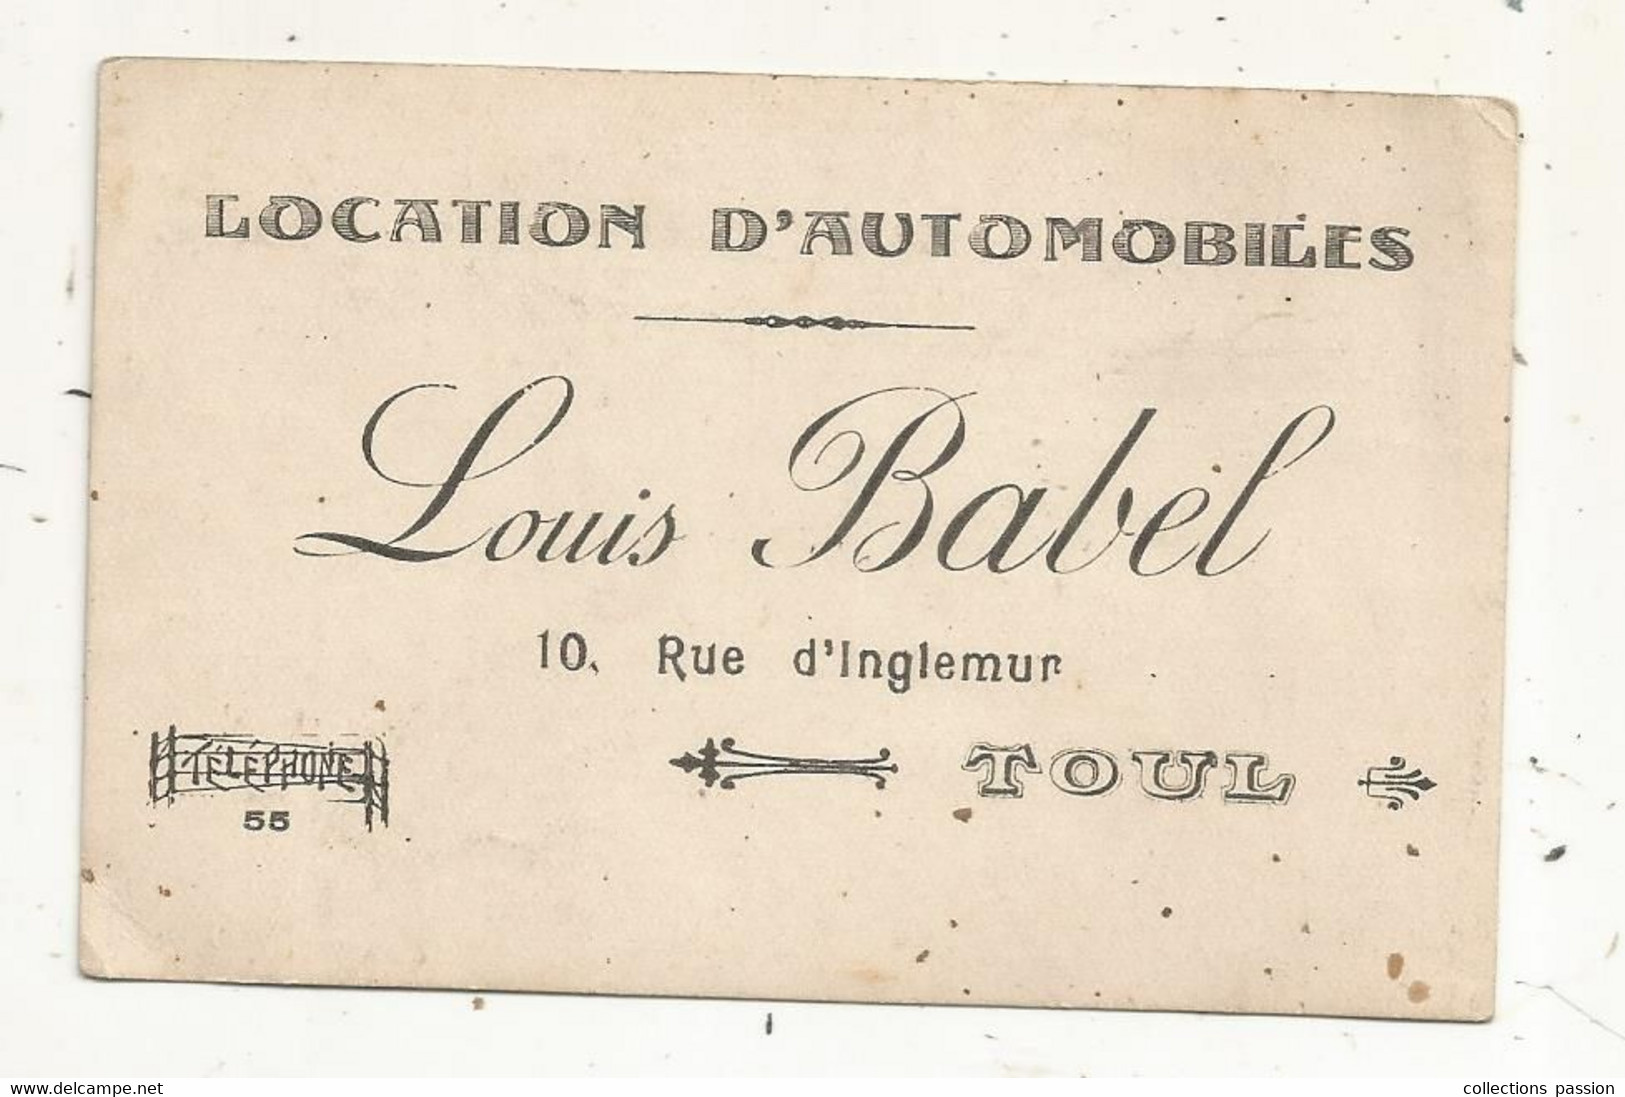 LOCATION D'AUTOMOBILES
Louis Babel
10, Rue d'Inglemur
TÉLÉPHONE
55
TOUL
www.delcampe.net
collections passion